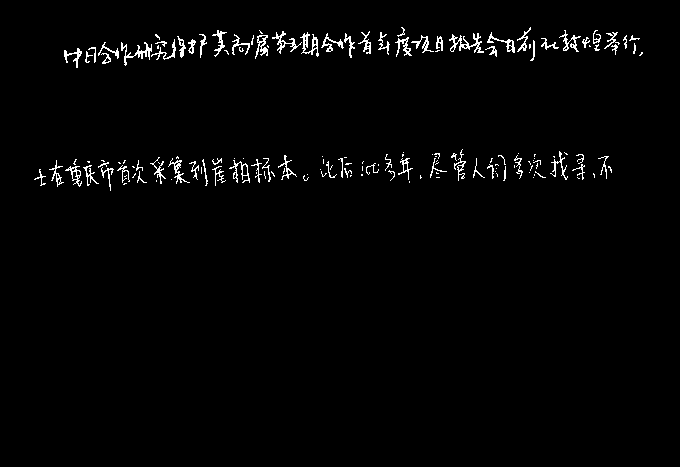 中日合作研究保护莫高窟第五期合作首年度项目报告会日前在敦煌举行,
士在重庆市首次采集到崖柏标本。此后100多年,尽管人们多次找寻,不